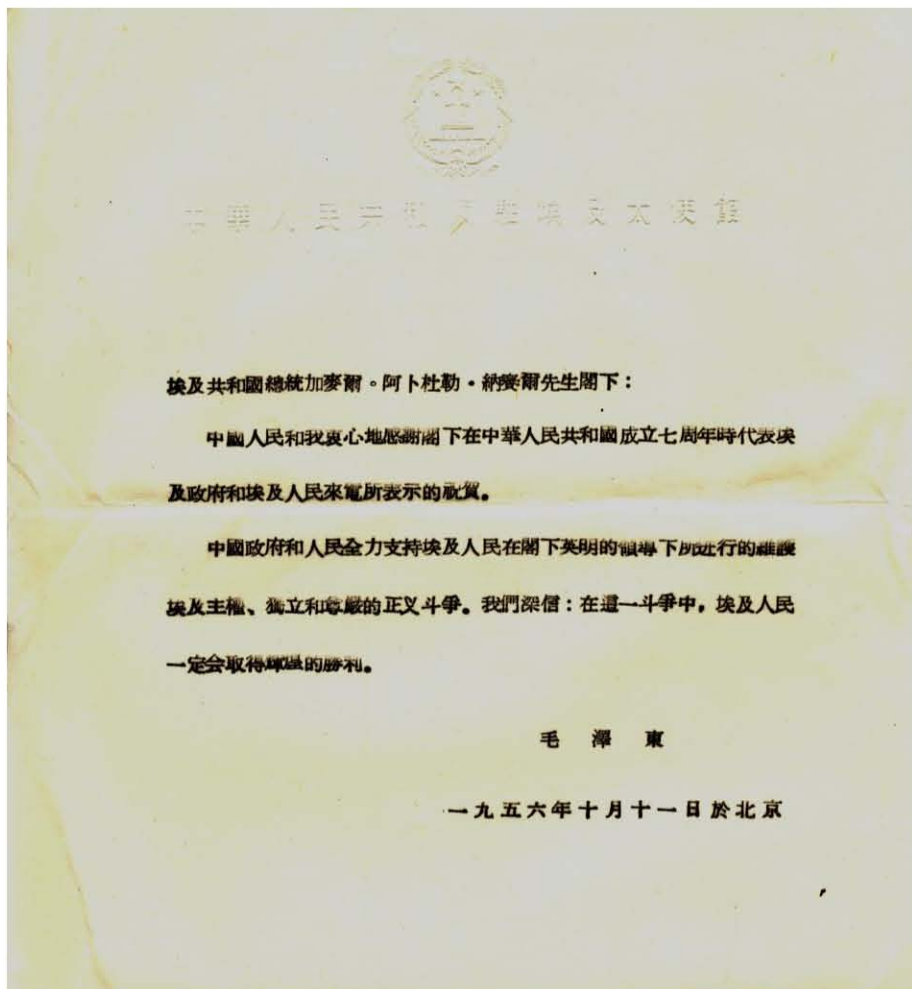 中華人民共和國駐埃及大使館
埃及共和國總統加麥爾。阿卜杜勒·納賽爾先生閣下：
中國人民和我衷心地感謝閣下在中華人民共和國成立七周年時代表埃
及政府和埃及人民來電所表示的祝賀。
中國政府和人民全力支持埃及人民在閣下英明的領導下所進行的維護
埃及主權、獨立和尊嚴的正义斗爭。我們深信：在這一斗爭中，埃及人民
一定会取得輝煌的勝利。
毛澤東
一九五六年十月十一日於北京